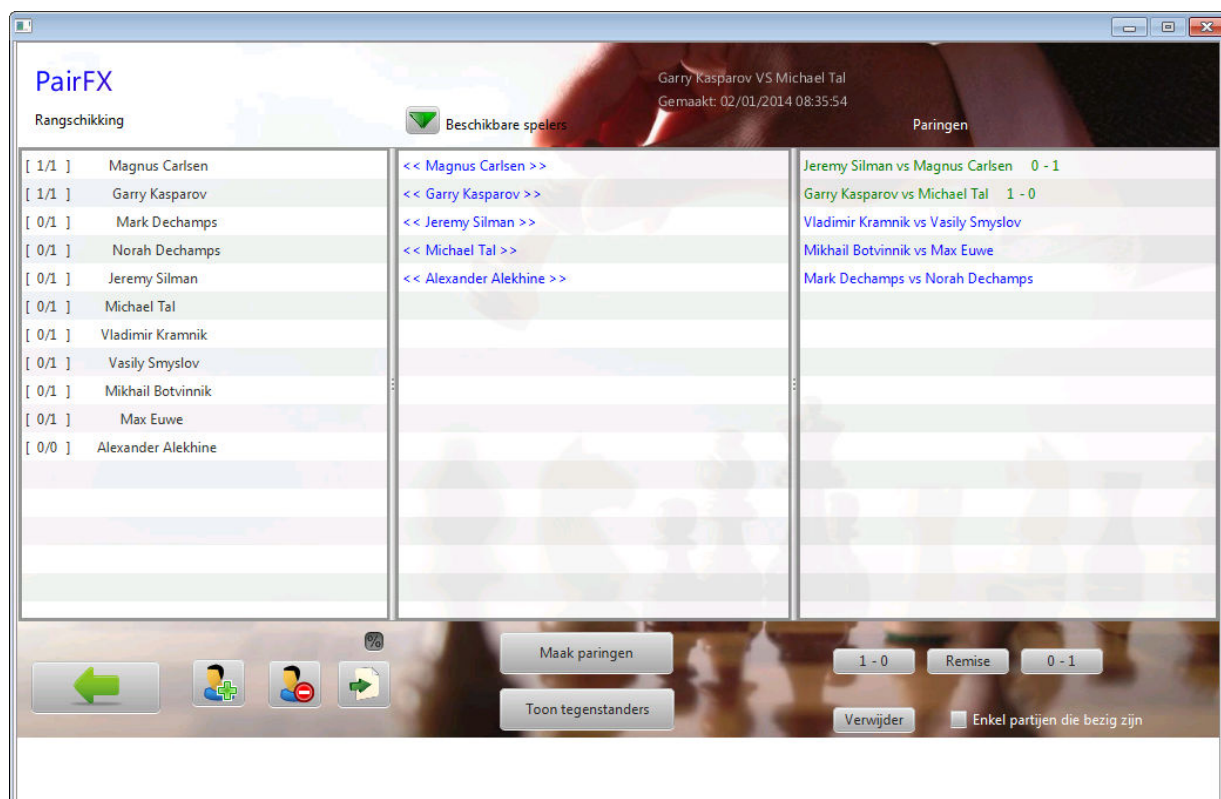 PairFX
Garry Kasparov VS Michael Tal
Gemaakt: 02/01/2014 08:35:54
Rangschikking
Beschikbare spelers
Paringen
[ 1/1 ] Magnus Carlsen
[ 1/1 ] Garry Kasparov
[ 0/1 ] Mark Dechamps
[ 0/1 ] Norah Dechamps
[ 0/1 ] Jeremy Silman
[ 0/1 ] Michael Tal
[ 0/1 ] Vladimir Kramnik
[ 0/1 ] Vasily Smyslov
[ 0/1 ] Mikhail Botvinnik
[ 0/1 ] Max Euwe
[ 0/0 ] Alexander Alekhine
<< Magnus Carlsen >>
<< Garry Kasparov >>
<< Jeremy Silman >>
<< Michael Tal >>
<< Alexander Alekhine >>
Jeremy Silman vs Magnus Carlsen 0 - 1
Garry Kasparov vs Michael Tal 1 - 0
Vladimir Kramnik vs Vasily Smyslov
Mikhail Botvinnik vs Max Euwe
Mark Dechamps vs Norah Dechamps
%
Maak paringen
Toon tegenstanders
1 - 0 Remise 0 - 1
Verwijder Enkel partijen die bezig zijn